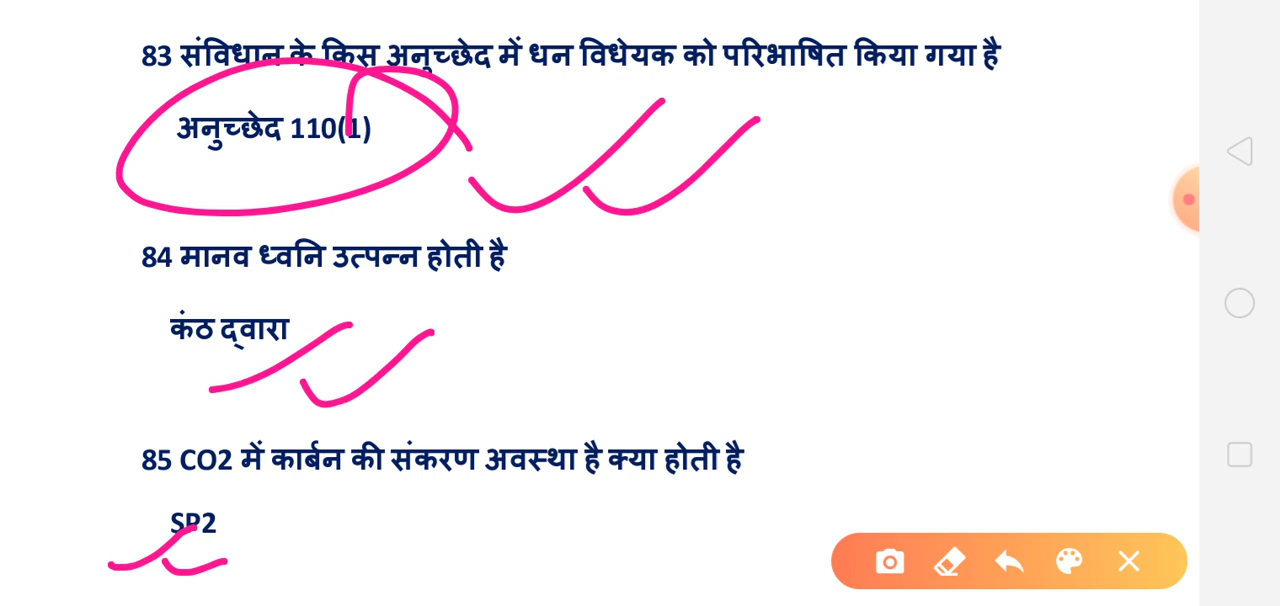 83 संविधान के किस अनुच्छेद में धन विधेयक को परिभाषित किया गया है
अनुच्छेद 110(1)
84 मानव ध्वनि उत्पन्न होती है
कंठ द्वारा
85 CO2 में कार्बन की संकरण अवस्था है क्या होती है
SP2